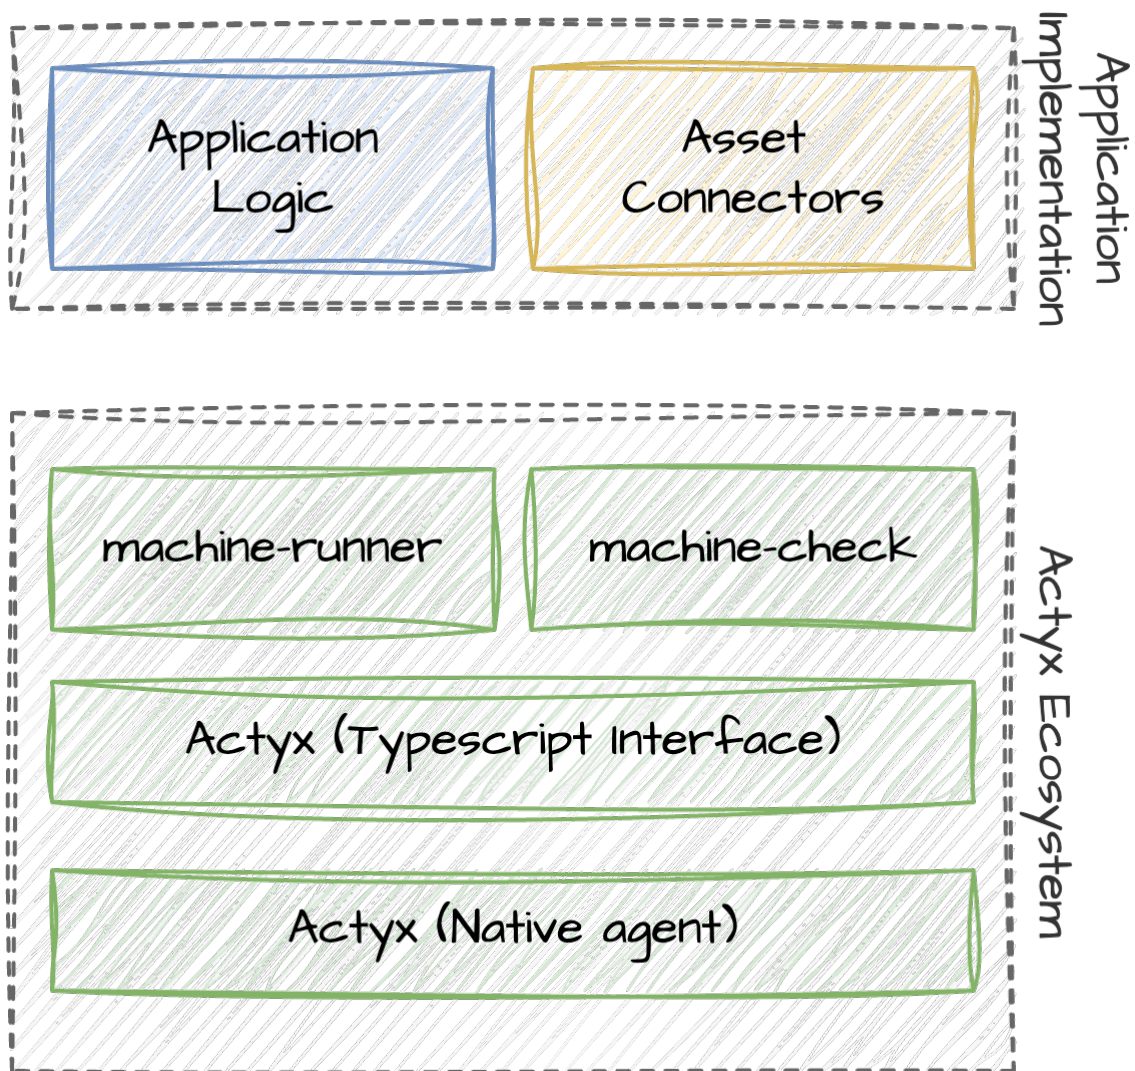 Application
Logic
Asset
Connectors
Application
Implementation
machine-runner
machine-check
Actyx (Typescript Interface)
Actyx (Native agent)
Actyx Ecosystem